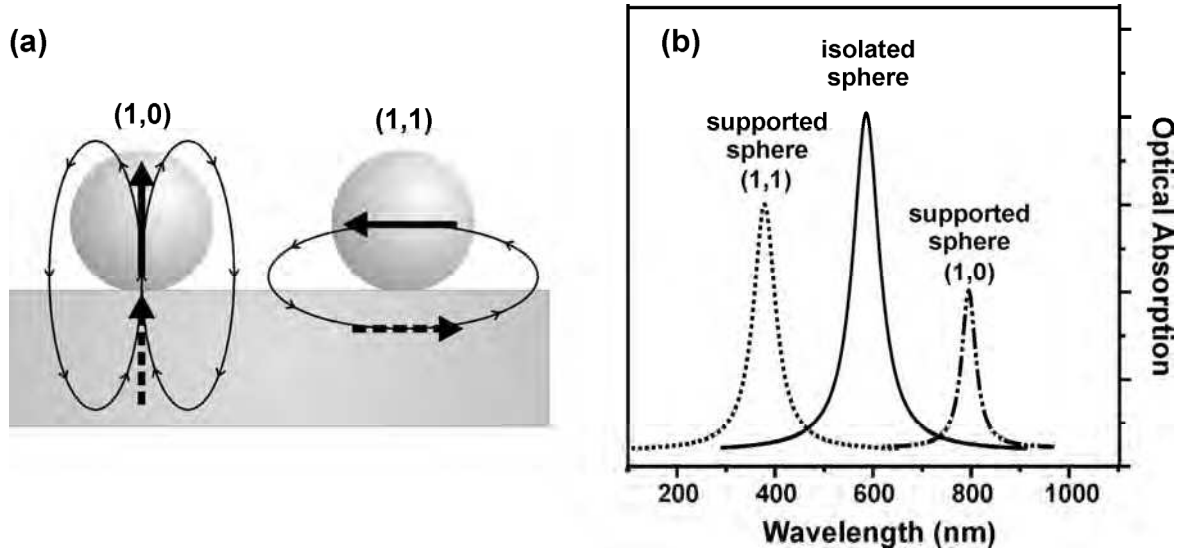 (a)
(1,0)
(1,1)
(b)
isolated
sphere
supported
sphere
(1,1)
supported
sphere
(1,0)
Optical Absorption
200 400 600 800 1000
Wavelength (nm)